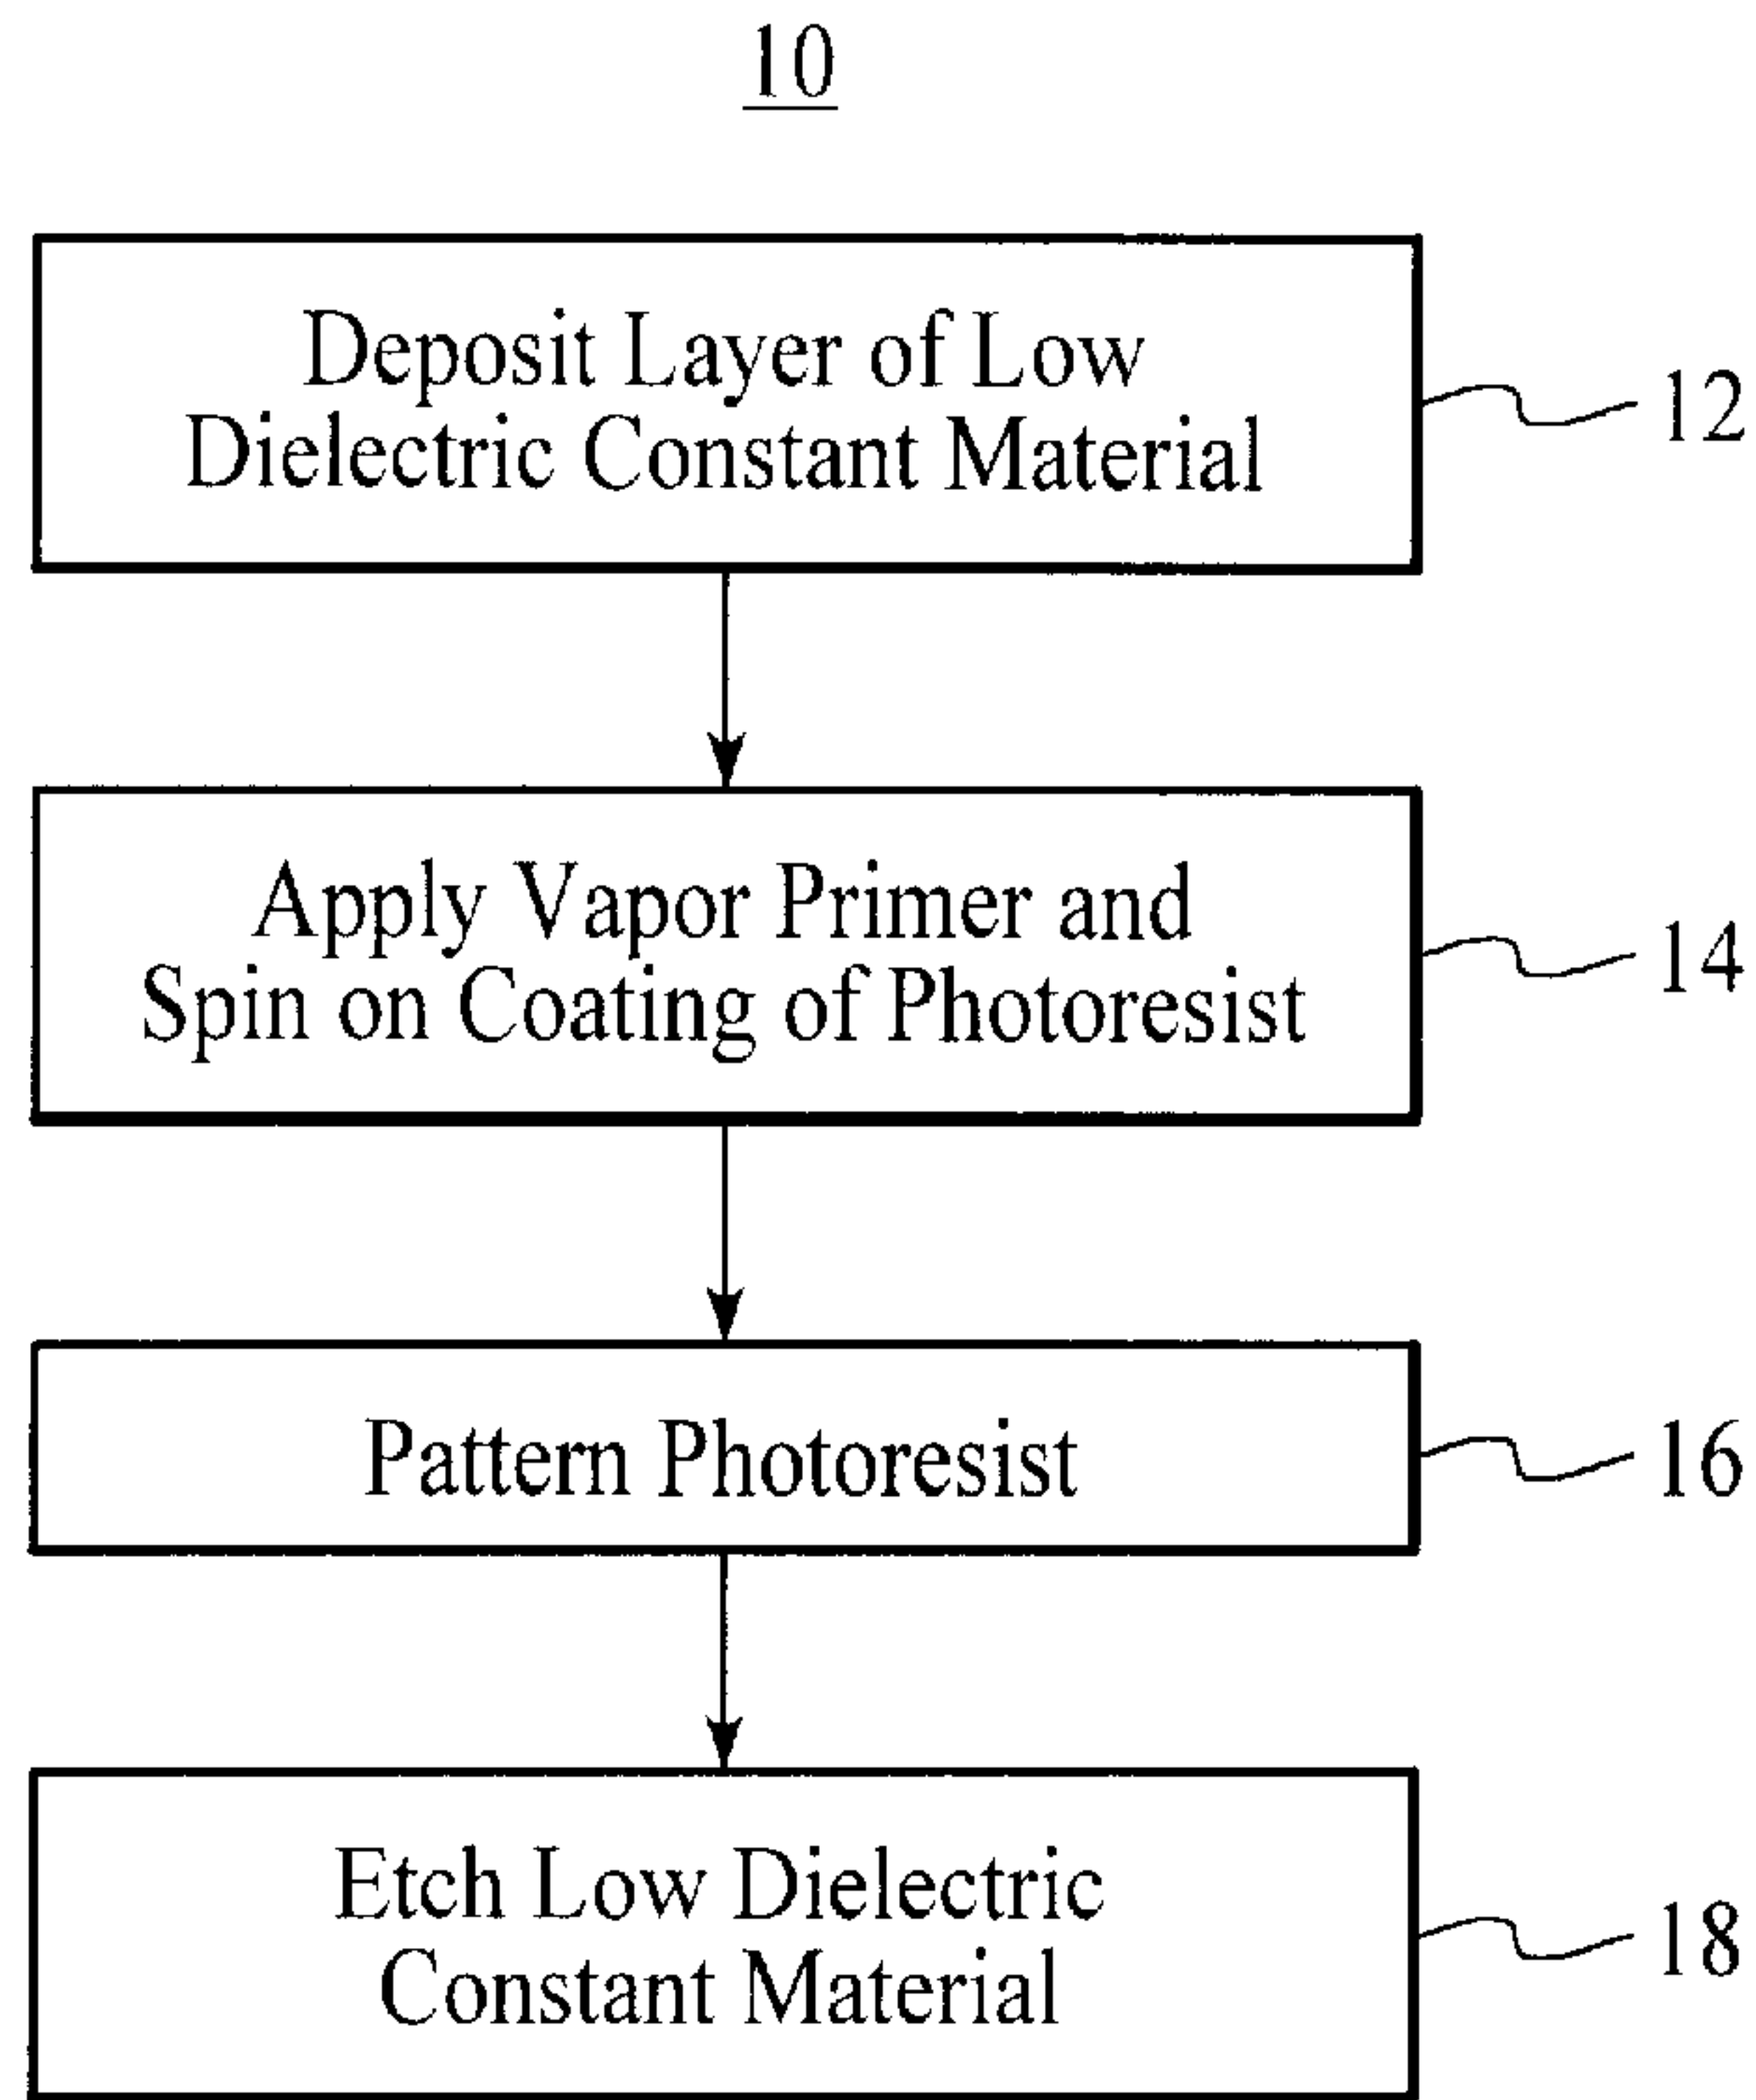 10
Deposit Layer of Low
Dielectric Constant Material
12
Apply Vapor Primer and
Spin on Coating of Photoresist
14
Pattern Photoresist
16
Etch Low Dielectric
Constant Material
18